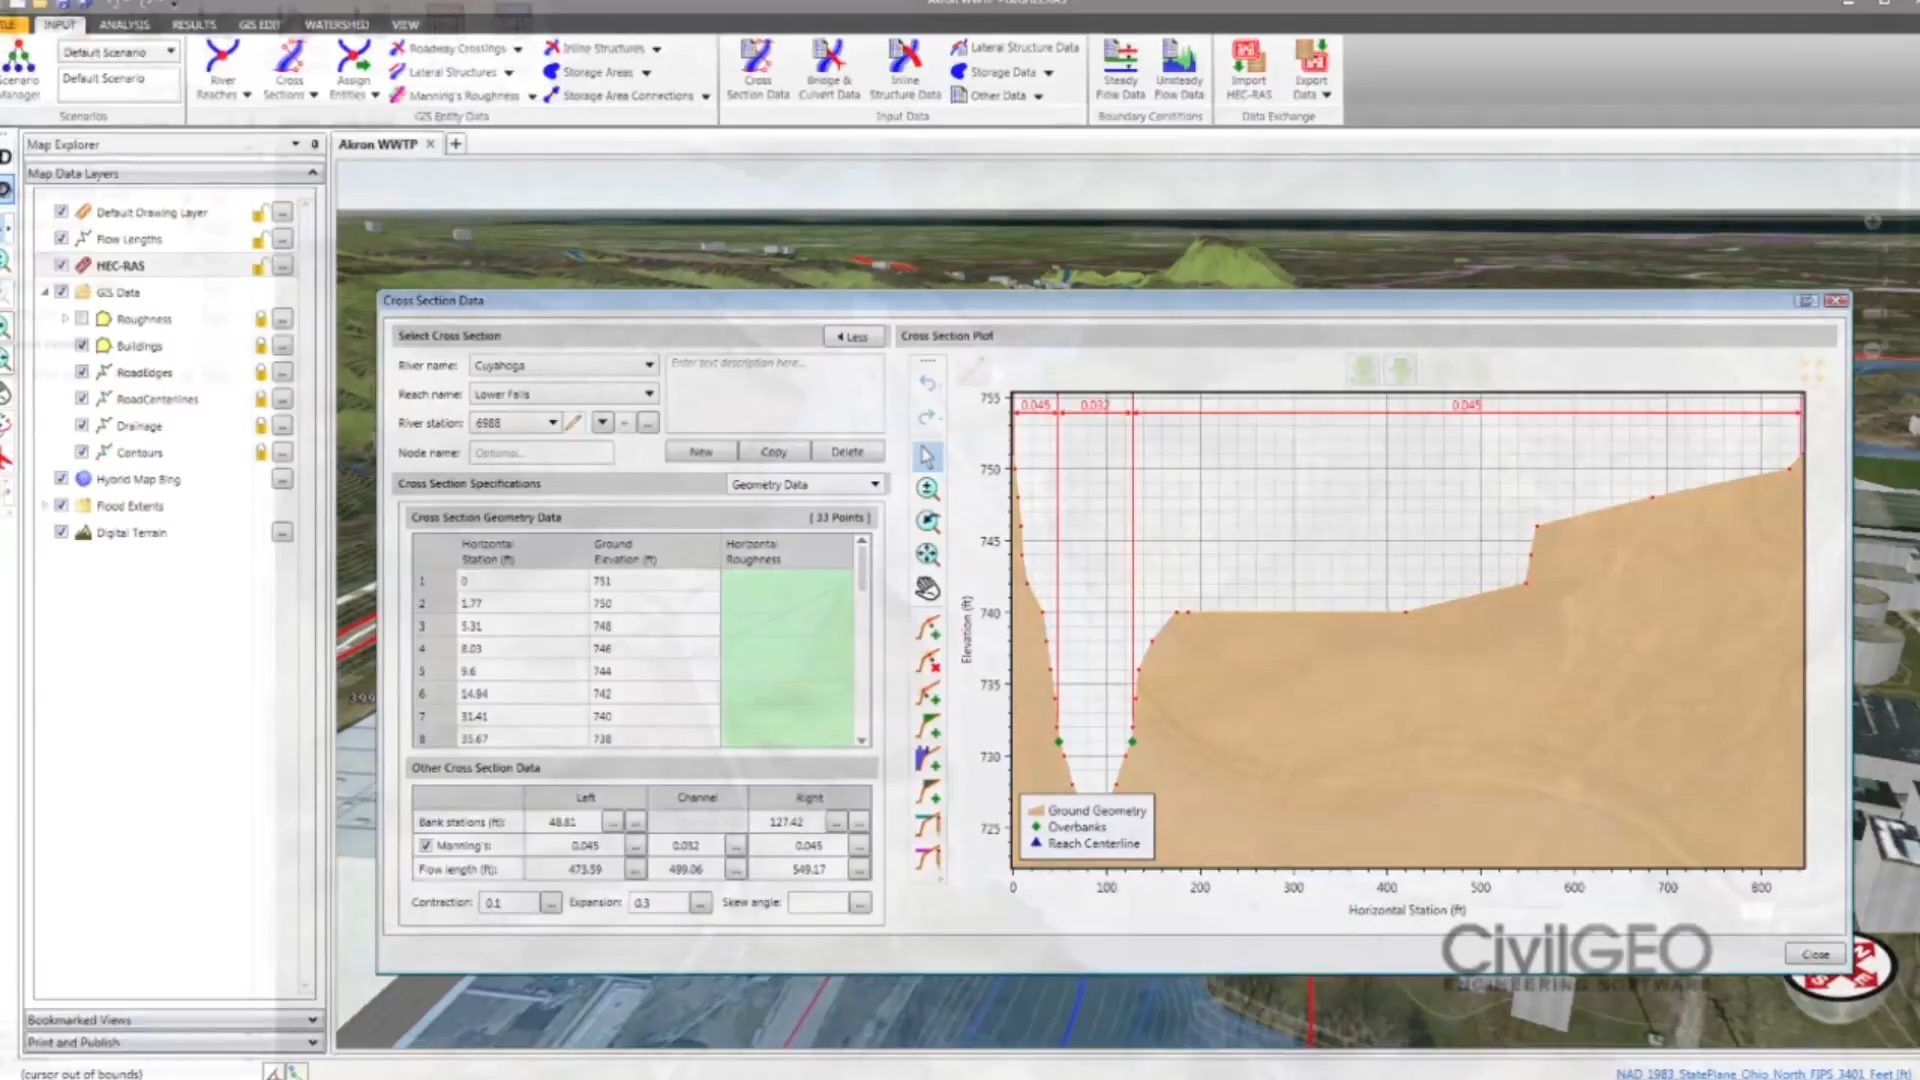 INPUT ANALYSIS RESULTS GIS EDIT WATERSHED VIEW
Scenario Manager
Default Scenario
Default Scenario
Scenarios
River Reaches
Cross Sections
Assign Entities
Roadway Crossings
Lateral Structures
Manning's Roughness
Inline Structures
Storage Areas
Storage Area Connections
GIS Entity Data
Cross Section Data
Bridge & Culvert Data
Inline Structure Data
Lateral Structure Data
Storage Data
Other Data
Input Data
Steady Flow Data
Unsteady Flow Data
Boundary Conditions
Import HEC-RAS
Export Data
Data Exchange
Map Explorer
Map Data Layers
Default Drawing Layer
Flow Lengths
HEC-RAS
GIS Data
Roughness
Buildings
RoadEdges
RoadCenterlines
Drainage
Contours
Hybrid Map Bing
Flood Extents
Digital Terrain
Bookmarked Views
Print and Publish
(cursor out of bounds)
Akron WWTP
Cross Section Data
Select Cross Section
Less
River name: Cuyahoga
Enter text description here...
Reach name: Lower Falls
River station: 6988
Node name: Optional...
New Copy Delete
Cross Section Specifications
Geometry Data
Cross Section Geometry Data [ 33 Points ]
Horizontal Station (ft) Ground Elevation (ft) Horizontal Roughness
1 0 751
2 1.77 750
3 5.31 748
4 8.03 746
5 9.6 744
6 14.94 742
7 31.41 740
8 35.67 738
Other Cross Section Data
Left Channel Right
Bank stations (ft): 48.81 127.42
Manning's: 0.045 0.032 0.045
Flow length (ft): 473.59 499.06 549.17
Contraction: 0.1 Expansion: 0.3 Skew angle:
Cross Section Plot
0.045 0.032 0.045
755
750
745
740
735
730
725
Elevation (ft)
Ground Geometry
Overbanks
Reach Centerline
0 100 200 300 400 500 600 700 800
Horizontal Station (ft)
CivilGEO
ENGINEERING SOFTWARE
Close
NAD_1983_StatePlane_Ohio_North_FIPS_3401_Feet (ft)